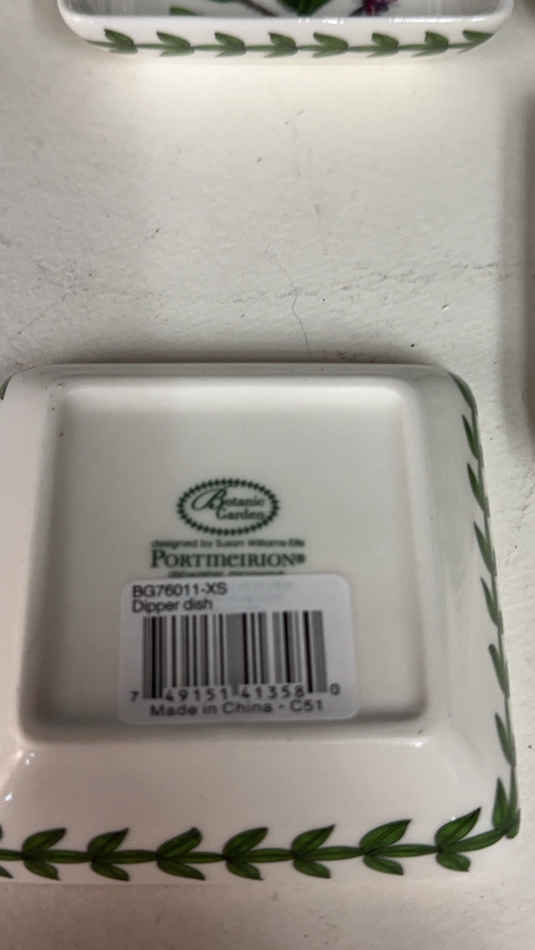 Botanic
Garden
designed by Susan Williams-Ellis
PORTMEIRION®
BG76011-XS
Dipper dish
7 49151 41358 0
Made in China - C51